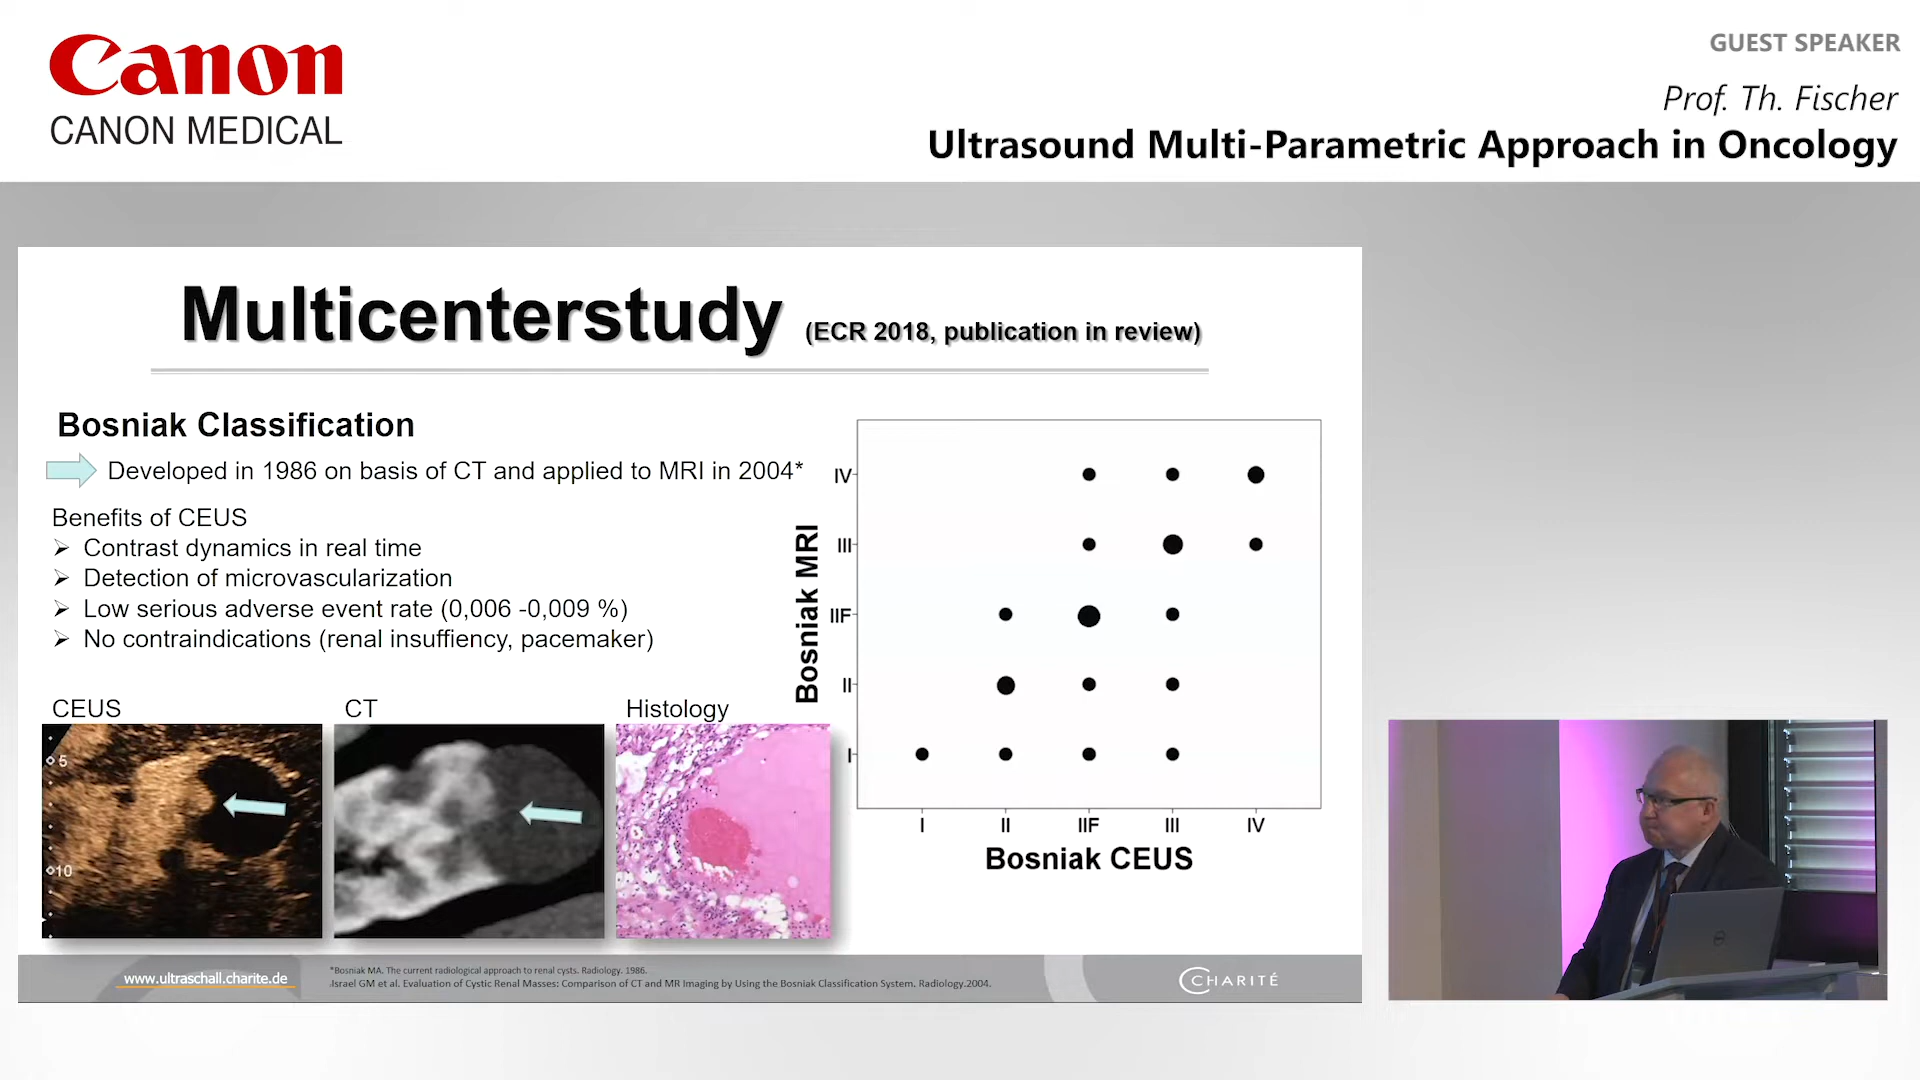 Canon
CANON MEDICAL
GUEST SPEAKER
Prof. Th. Fischer
Ultrasound Multi-Parametric Approach in Oncology
Multicenterstudy (ECR 2018, publication in review)
Bosniak Classification
Developed in 1986 on basis of CT and applied to MRI in 2004*
Benefits of CEUS
Contrast dynamics in real time
Detection of microvascularization
Low serious adverse event rate (0,006 -0,009 %)
No contraindications (renal insuffiency, pacemaker)
CEUS
CT
Histology
5
10
Bosniak MRI
IV
III
IIF
II
I
I II IIF III IV
Bosniak CEUS
www.ultraschall.charite.de
*Bosniak MA. The current radiological approach to renal cysts. Radiology. 1986.
.Israel GM et al. Evaluation of Cystic Renal Masses: Comparison of CT and MR Imaging by Using the Bosniak Classification System. Radiology.2004.
CHARITÉ
DELL